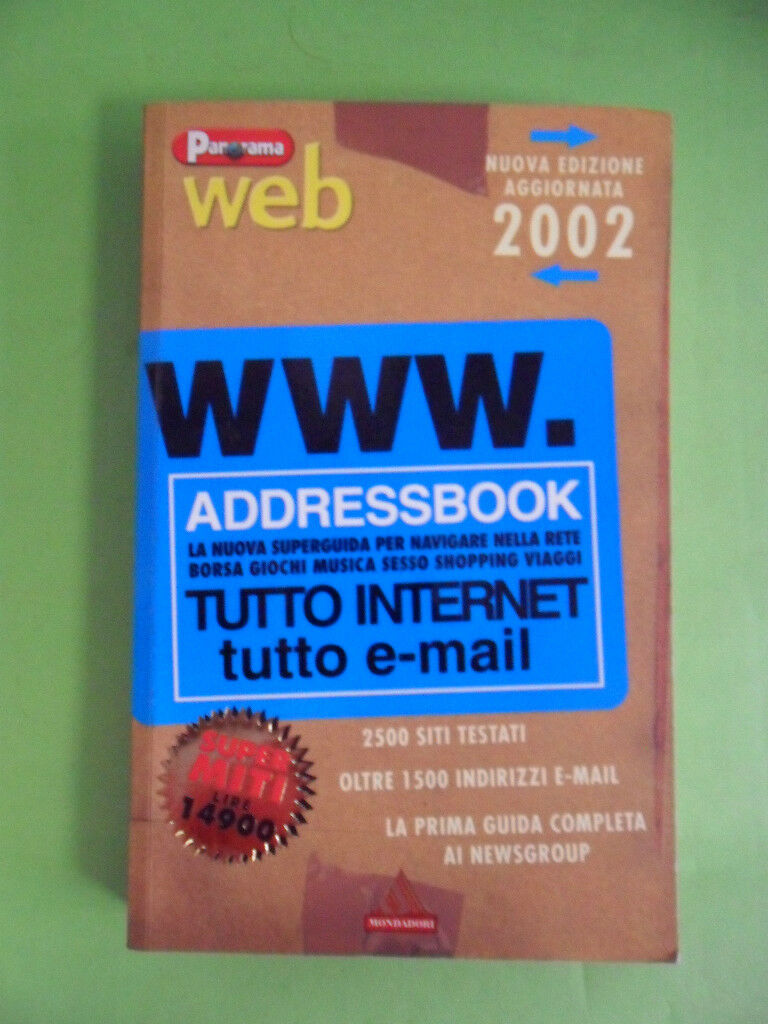 Panorama
web
NUOVA EDIZIONE
AGGIORNATA
2002
WWW.
ADDRESSBOOK
LA NUOVA SUPERGUIDA PER NAVIGARE NELLA RETE
BORSA GIOCHI MUSICA SESSO SHOPPING VIAGGI
TUTTO INTERNET
tutto e-mail
SUPER
MITI
LIRE
14900
2500 SITI TESTATI
OLTRE 1500 INDIRIZZI E-MAIL
LA PRIMA GUIDA COMPLETA
AI NEWSGROUP
MONDADORI